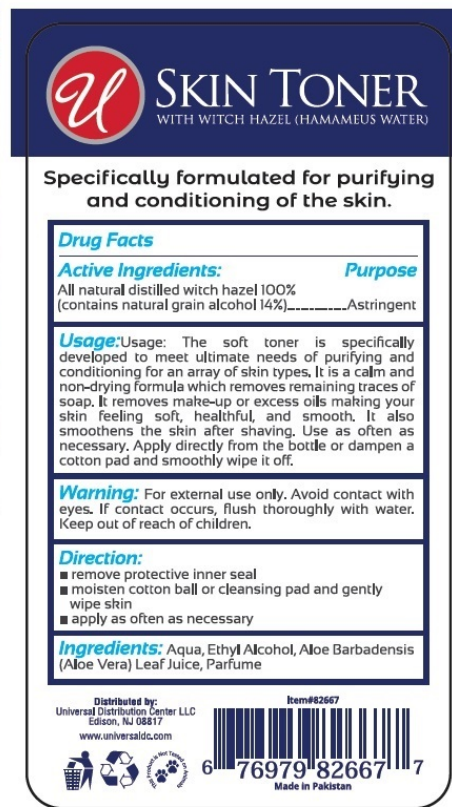 U
SKIN TONER
WITH WITCH HAZEL (HAMAMEUS WATER)
Specifically formulated for purifying
and conditioning of the skin.
Drug Facts
Active Ingredients: Purpose
All natural distilled witch hazel 100%
(contains natural grain alcohol 14%)............Astringent
Usage:Usage: The soft toner is specifically
developed to meet ultimate needs of purifying and
conditioning for an array of skin types. It is a calm and
non-drying formula which removes remaining traces of
soap. It removes make-up or excess oils making your
skin feeling soft, healthful, and smooth. It also
smoothens the skin after shaving. Use as often as
necessary. Apply directly from the bottle or dampen a
cotton pad and smoothly wipe it off.
Warning: For external use only. Avoid contact with
eyes. If contact occurs, flush thoroughly with water.
Keep out of reach of children.
Direction:
■ remove protective inner seal
■ moisten cotton ball or cleansing pad and gently
wipe skin
■ apply as often as necessary
Ingredients: Aqua, Ethyl Alcohol, Aloe Barbadensis
(Aloe Vera) Leaf Juice, Parfume
Distributed by:
Universal Distribution Center LLC
Edison, NJ 08817
www.universaldc.com
This Product is Not Tested on Animals
Item#82667
6 76979 82667 7
Made in Pakistan